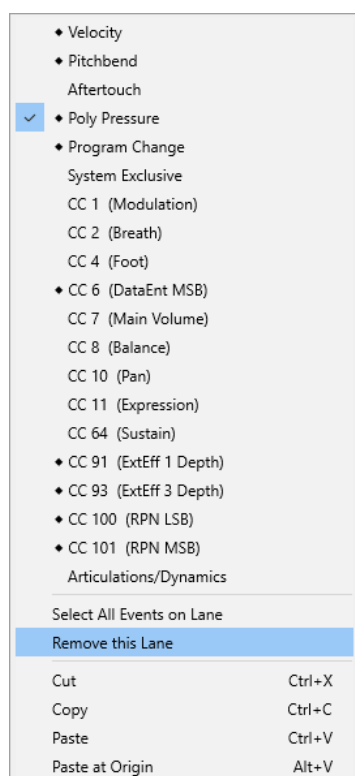 Velocity
Pitchbend
Aftertouch
Poly Pressure
Program Change
System Exclusive
CC 1 (Modulation)
CC 2 (Breath)
CC 4 (Foot)
CC 6 (DataEnt MSB)
CC 7 (Main Volume)
CC 8 (Balance)
CC 10 (Pan)
CC 11 (Expression)
CC 64 (Sustain)
CC 91 (ExtEff 1 Depth)
CC 93 (ExtEff 3 Depth)
CC 100 (RPN LSB)
CC 101 (RPN MSB)
Articulations/Dynamics
Select All Events on Lane
Remove this Lane
Cut Ctrl+X
Copy Ctrl+C
Paste Ctrl+V
Paste at Origin Alt+V